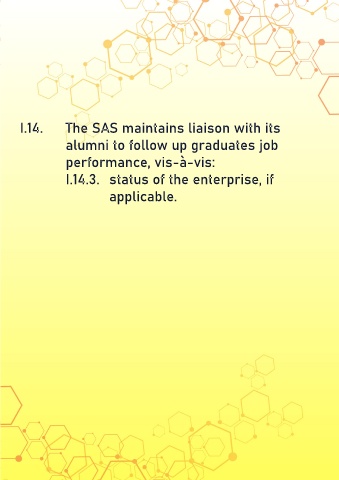 I.14. The SAS maintains liaison with its
alumni to follow up graduates job
performance, vis-à-vis:
I.14.3. status of the enterprise, if
applicable.